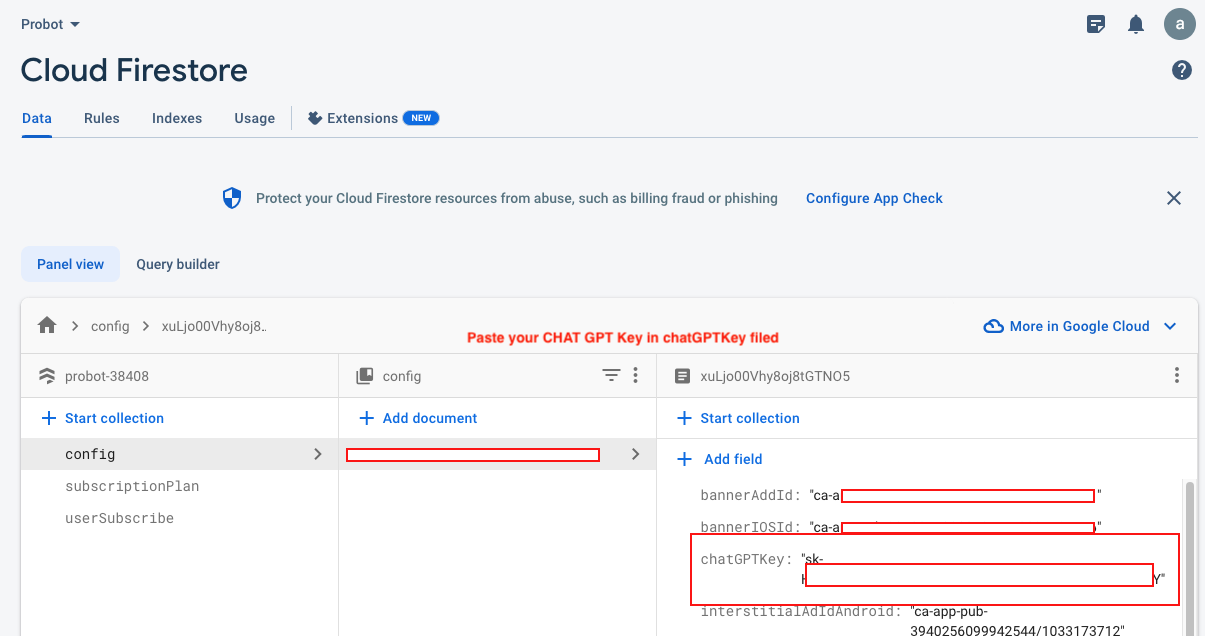 Probot
a
Cloud Firestore
Data Rules Indexes Usage Extensions NEW
Protect your Cloud Firestore resources from abuse, such as billing fraud or phishing Configure App Check
Panel view Query builder
config xuLjo00Vhy8oj8..
Paste your CHAT GPT Key in chatGPTKey filed
More in Google Cloud
probot-38408 config xuLjo00Vhy8oj8tGTNO5
Start collection Add document Start collection
config
Add field
subscriptionPlan
userSubscribe
bannerAddId: "ca-a "
bannerIOSId: "ca-a "
chatGPTKey: "sk-
Y"
interstitialAdIdAndroid: "ca-app-pub-
3940256099942544/1033173712"